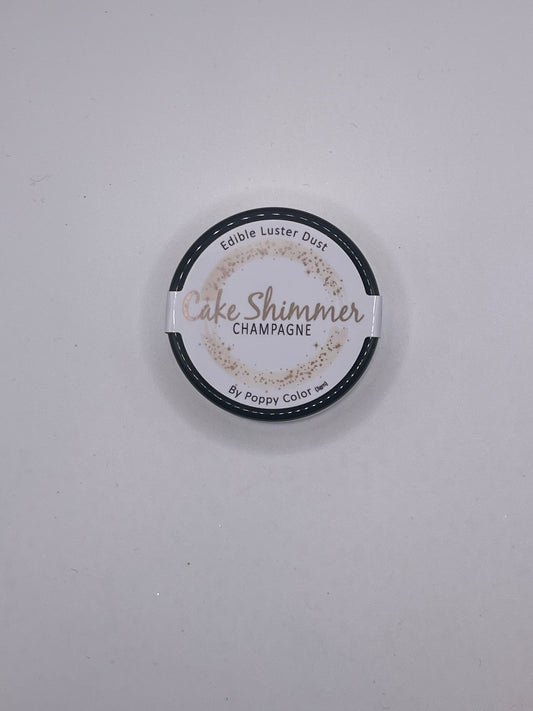 Edible Luster Dust
Cake Shimmer
CHAMPAGNE
By Poppy Color